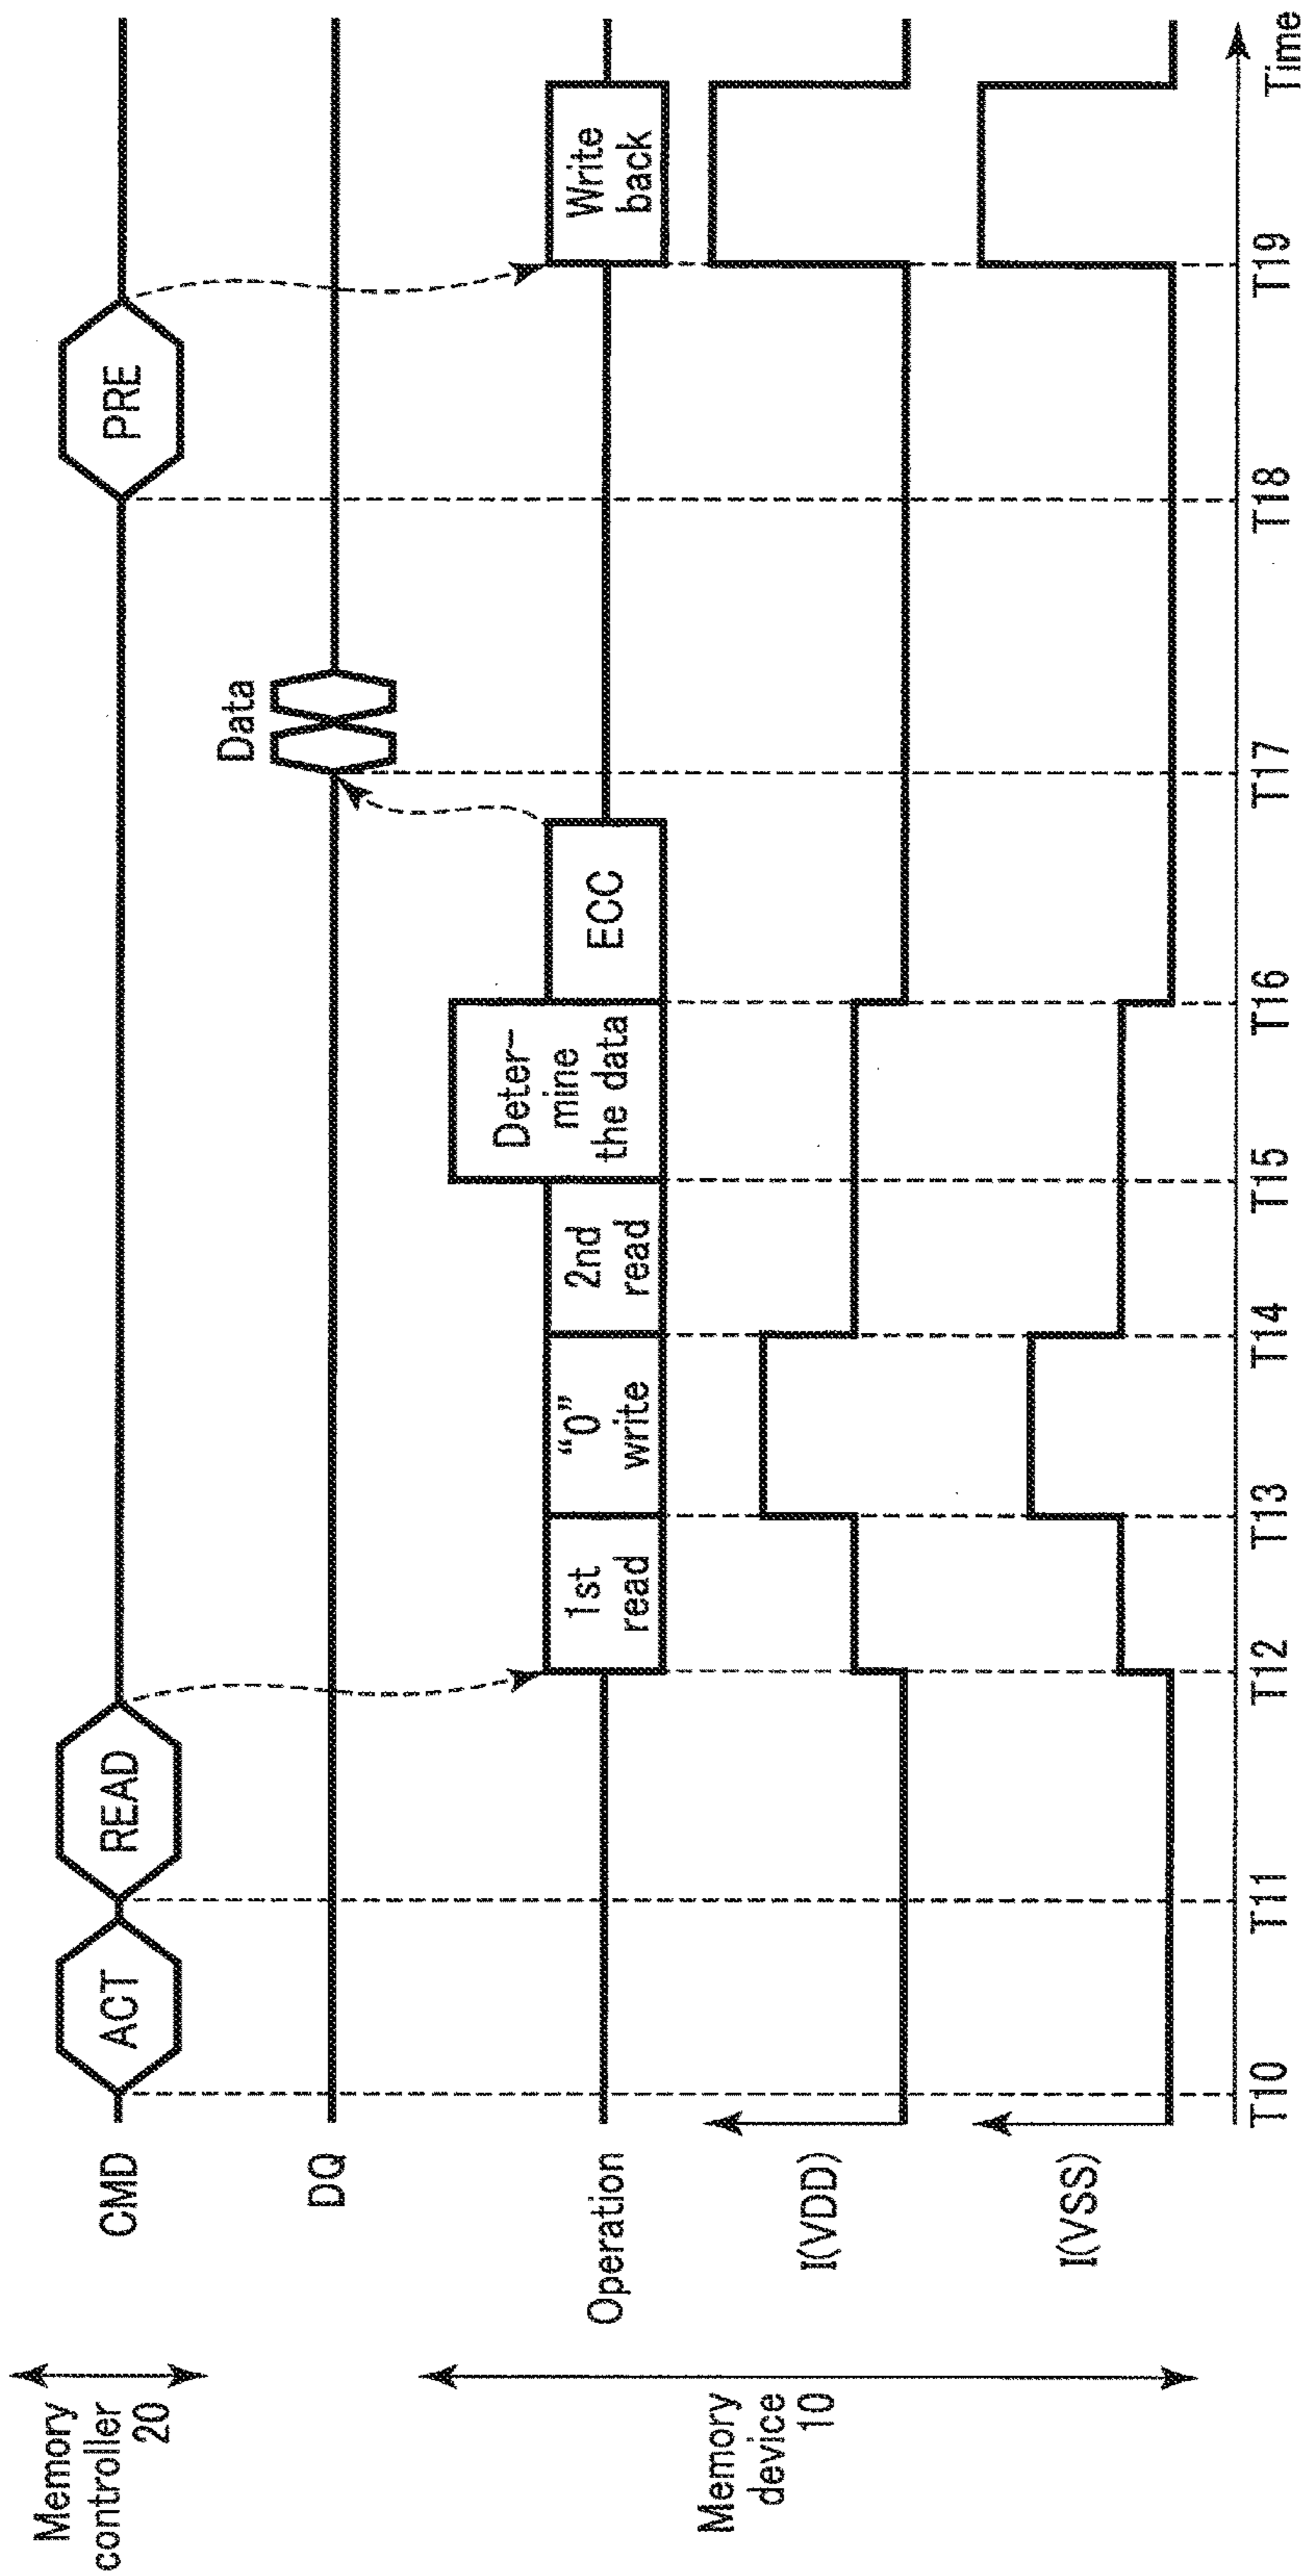 Memory
controller
20
CMD
ACT
READ
PRE
DQ
Data
Memory
device
10
Operation
1st
read
“0”
write
2nd
read
Deter-
mine
the data
ECC
Write
back
I(VDD)
I(VSS)
T10
T11
T12
T13
T14
T15
T16
T17
T18
T19
Time